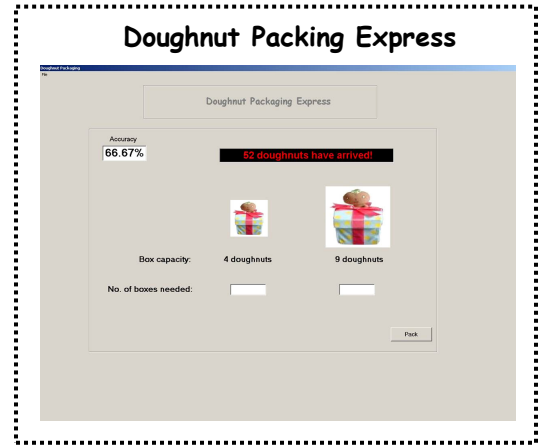 Doughnut Packing Express
Doughnut Packaging
File
Doughnut Packaging Express
Accuracy
66.67%
52 doughnuts have arrived!
Box capacity: 4 doughnuts 9 doughnuts
No. of boxes needed:
Pack